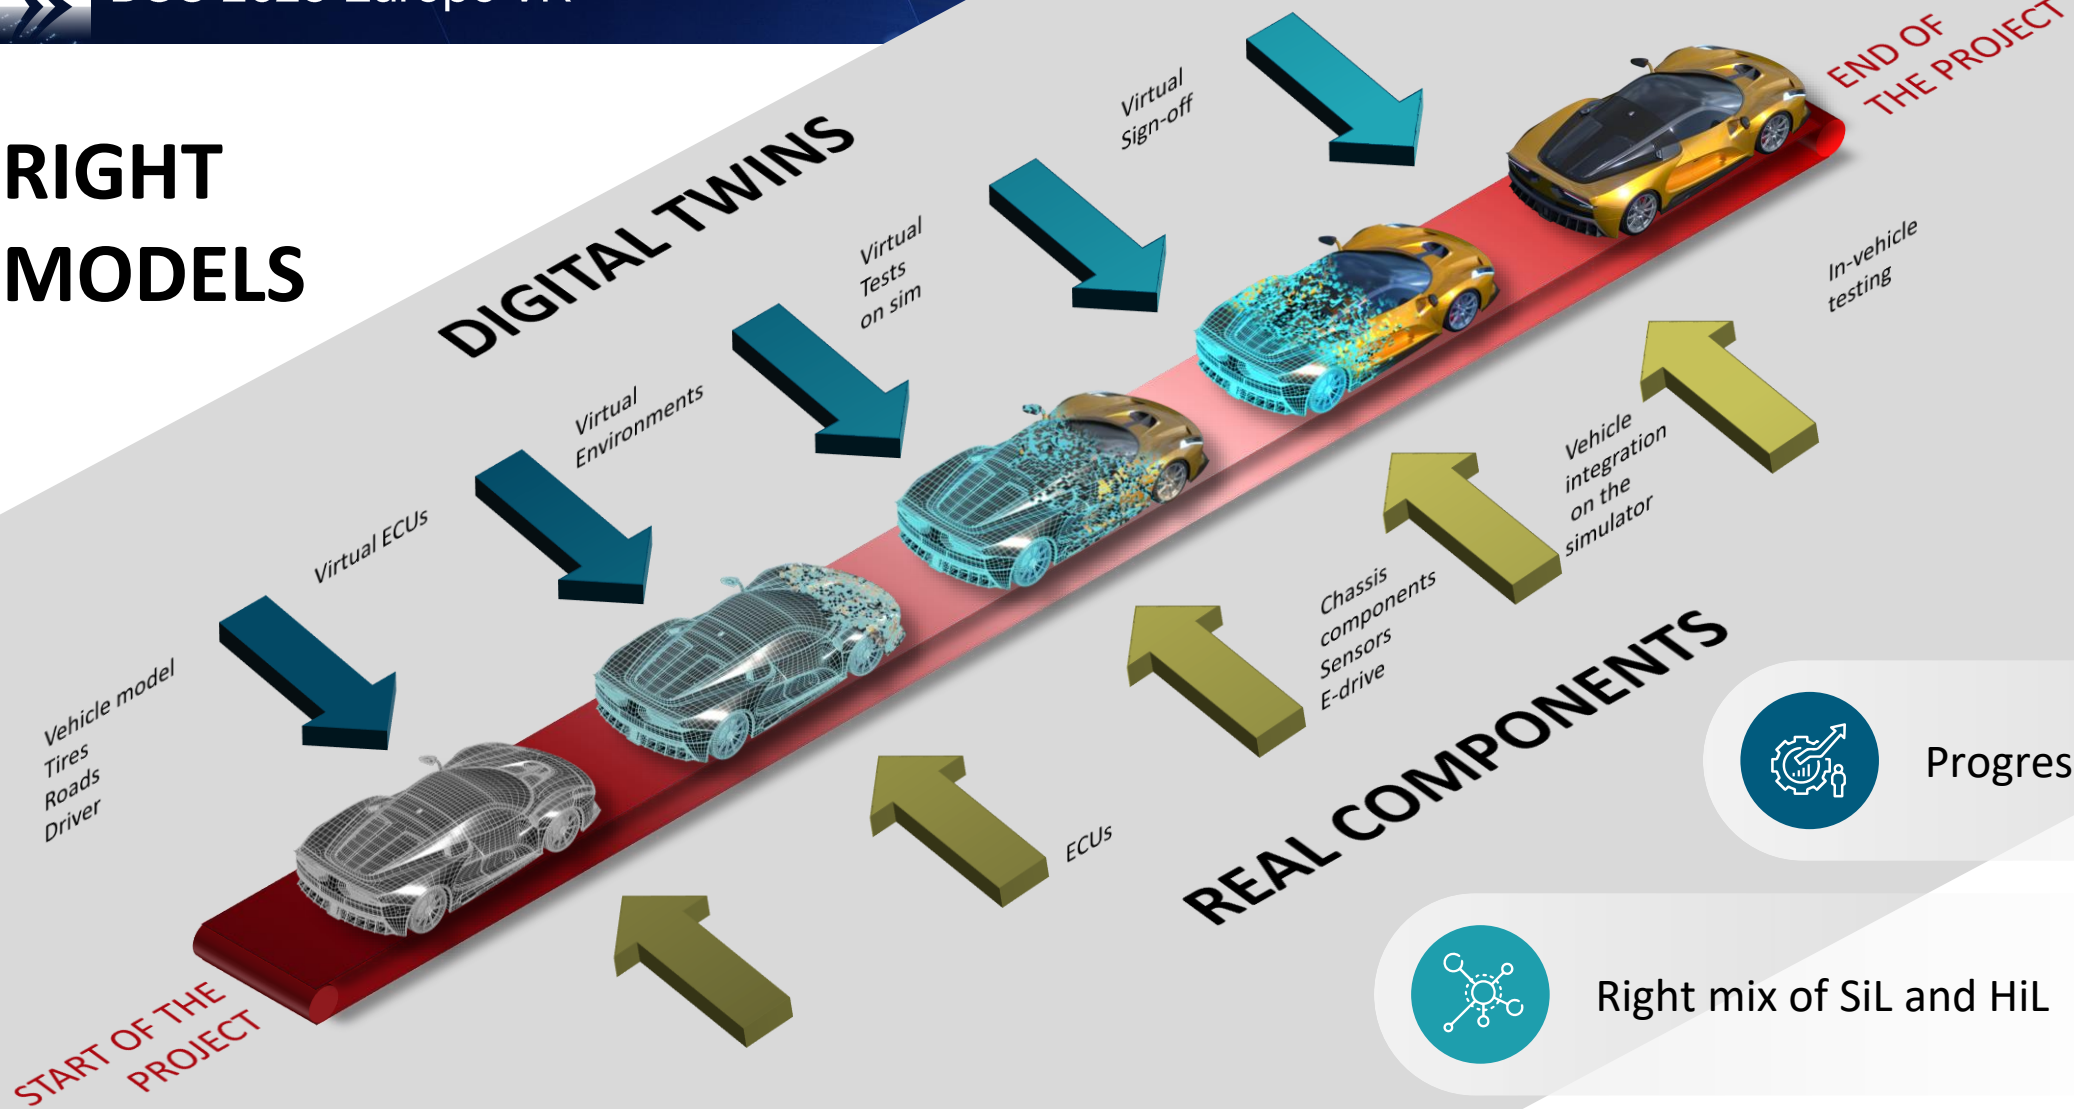 RIGHT
MODELS
DIGITAL TWINS
Virtual
Sign-off
END OF
THE PROJECT
Virtual
Tests
on sim
Virtual
Environments
Virtual ECUs
Vehicle model
Tires
Roads
Driver
In-vehicle
testing
Vehicle
integration
on the
simulator
Chassis
components
Sensors
E-drive
ECUs
REAL COMPONENTS
START OF THE
PROJECT
Progres
Right mix of SiL and HiL